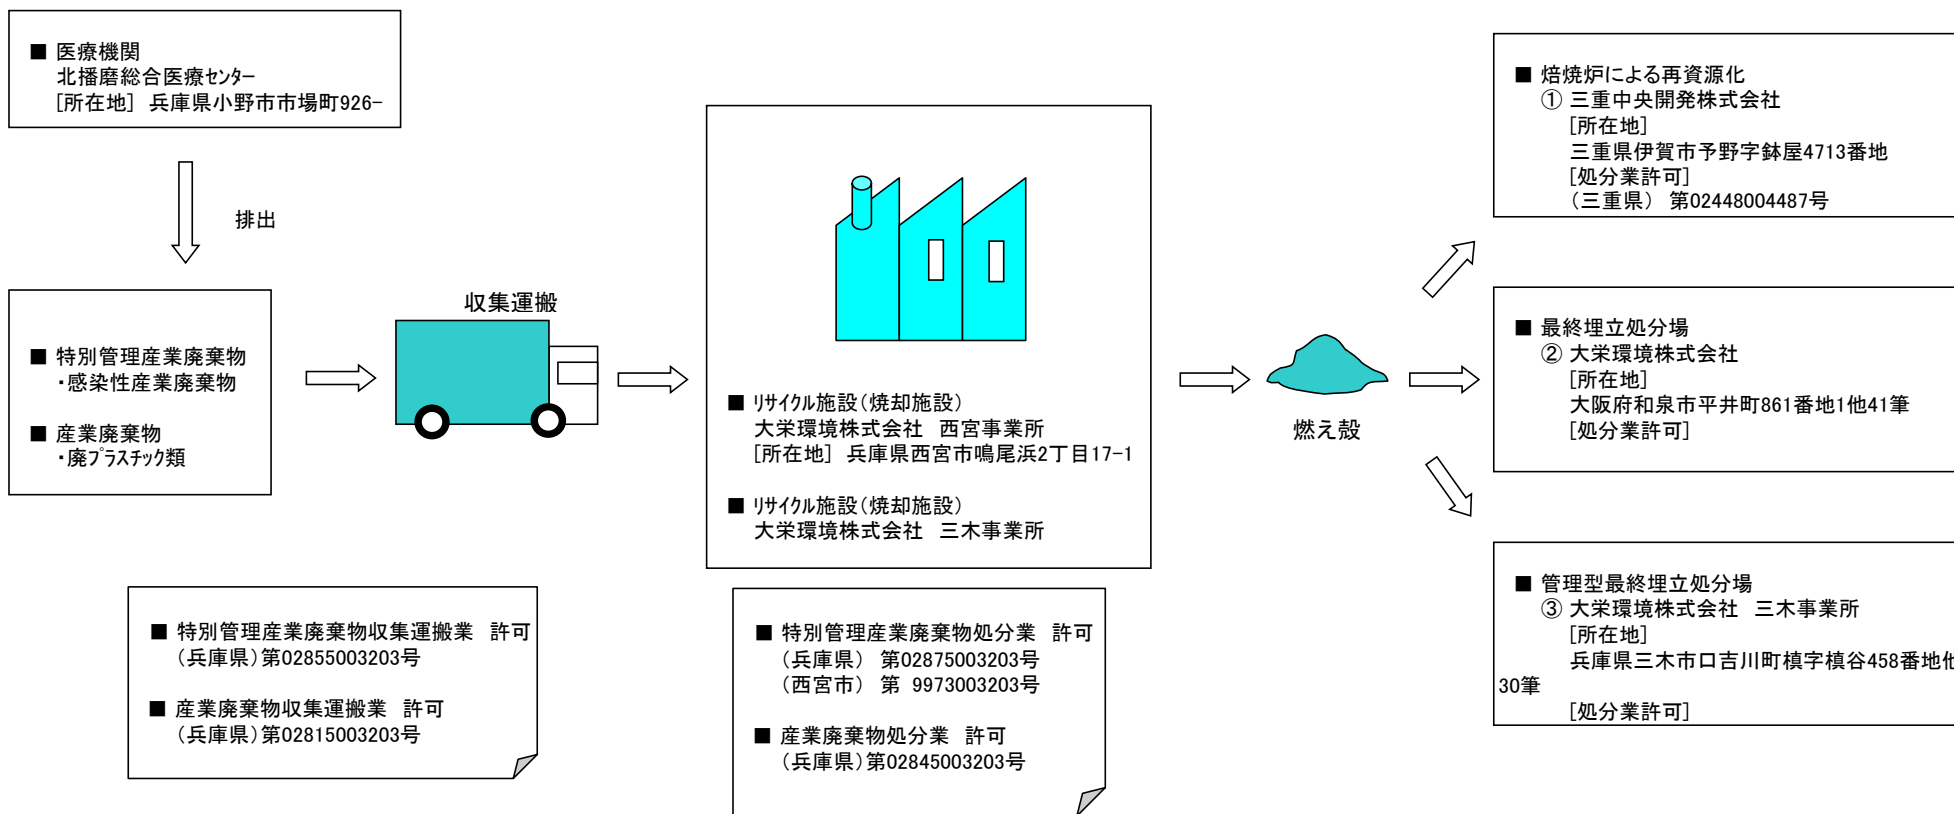 ■ 医療機関
北播磨総合医療ｾﾝﾀｰ
[所在地] 兵庫県小野市市場町926-
排出
■ 特別管理産業廃棄物
・感染性産業廃棄物
■ 産業廃棄物
・廃ﾌﾟﾗｽﾁｯｸ類
収集運搬
■ ﾘｻｲｸﾙ施設(焼却施設)
大栄環境株式会社 西宮事業所
[所在地] 兵庫県西宮市鳴尾浜2丁目17-1
■ ﾘｻｲｸﾙ施設(焼却施設)
大栄環境株式会社 三木事業所
燃え殻
■ 焙焼炉による再資源化
① 三重中央開発株式会社
[所在地]
三重県伊賀市予野字鉢屋4713番地
[処分業許可]
(三重県) 第02448004487号
■ 最終埋立処分場
② 大栄環境株式会社
[所在地]
大阪府和泉市平井町861番地1他41筆
[処分業許可]
■ 管理型最終埋立処分場
③ 大栄環境株式会社 三木事業所
[所在地]
兵庫県三木市口吉川町槙字槙谷458番地他
30筆
[処分業許可]
■ 特別管理産業廃棄物収集運搬業 許可
(兵庫県)第02855003203号
■ 産業廃棄物収集運搬業 許可
(兵庫県)第02815003203号
■ 特別管理産業廃棄物処分業 許可
(兵庫県) 第02875003203号
(西宮市) 第 9973003203号
■ 産業廃棄物処分業 許可
(兵庫県)第02845003203号